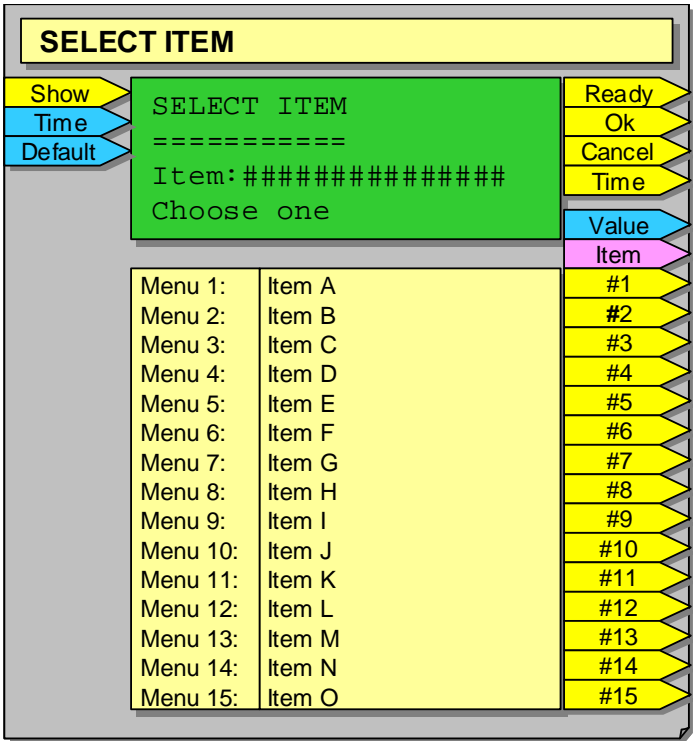 SELECT ITEM
Show
Time
Default
SELECT ITEM
===========
Item:###############
Choose one
Ready
Ok
Cancel
Time
Value
Item
Menu 1: Item A #1
Menu 2: Item B #2
Menu 3: Item C #3
Menu 4: Item D #4
Menu 5: Item E #5
Menu 6: Item F #6
Menu 7: Item G #7
Menu 8: Item H #8
Menu 9: Item I #9
Menu 10: Item J #10
Menu 11: Item K #11
Menu 12: Item L #12
Menu 13: Item M #13
Menu 14: Item N #14
Menu 15: Item O #15